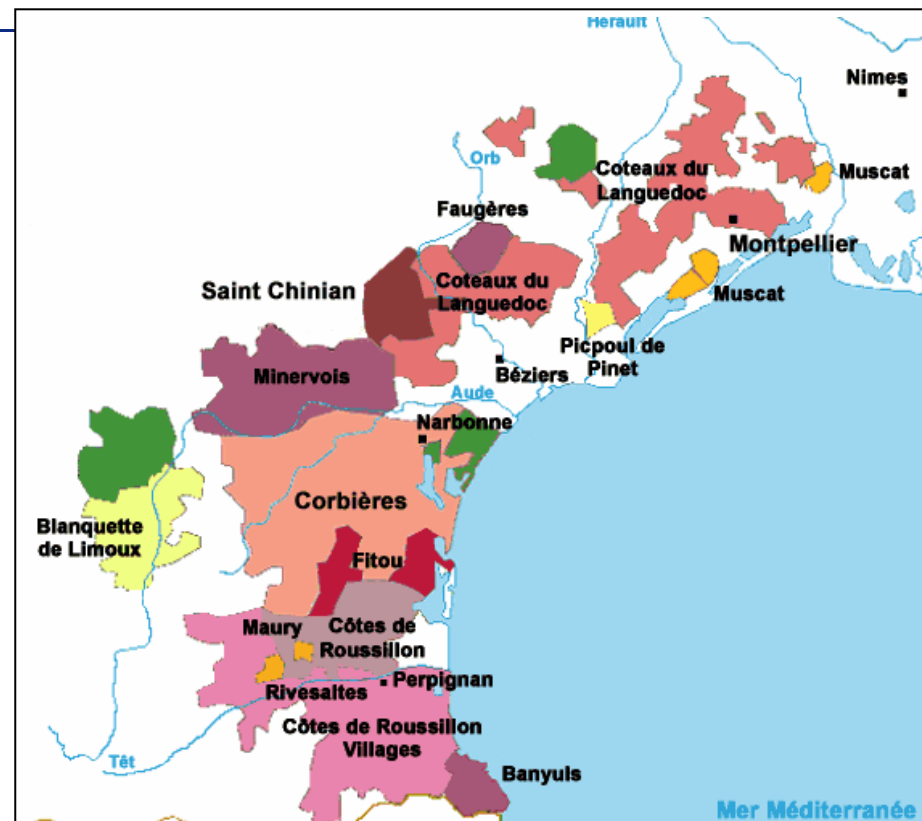 Hérault
Nimes
Orb
Coteaux du
Languedoc
Muscat
Faugères
Montpellier
Saint Chinian
Coteaux du
Languedoc
Muscat
Picpoul de
Pinet
Minervois
Béziers
Aude
Narbonne
Corbières
Blanquette
de Limoux
Fitou
Maury
Côtes de
Roussillon
Rivesaltes
Perpignan
Côtes de Roussillon
Villages
Têt
Banyuls
Mer Méditerranée